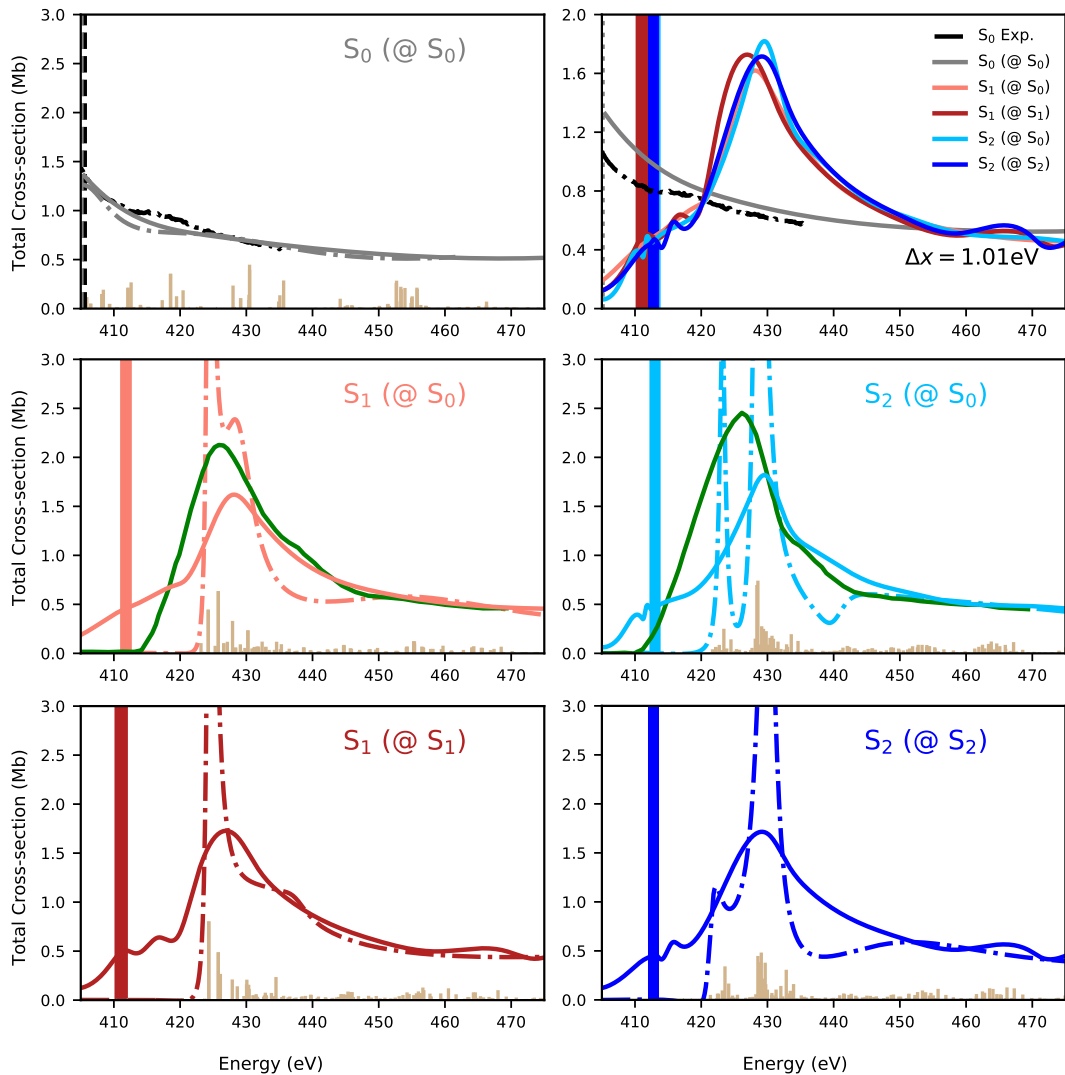 3.0
2.5
2.0
1.5
1.0
0.5
0.0
Total Cross-section (Mb)
S₀ (@ S₀)
410 420 430 440 450 460 470
2.0
1.6
1.2
0.8
0.4
0.0
S₀ Exp.
S₀ (@ S₀)
S₁ (@ S₀)
S₁ (@ S₁)
S₂ (@ S₀)
S₂ (@ S₂)
Δx = 1.01eV
410 420 430 440 450 460 470
3.0
2.5
2.0
1.5
1.0
0.5
0.0
Total Cross-section (Mb)
S₁ (@ S₀)
410 420 430 440 450 460 470
3.0
2.5
2.0
1.5
1.0
0.5
0.0
S₂ (@ S₀)
410 420 430 440 450 460 470
3.0
2.5
2.0
1.5
1.0
0.5
0.0
Total Cross-section (Mb)
S₁ (@ S₁)
410 420 430 440 450 460 470
Energy (eV)
3.0
2.5
2.0
1.5
1.0
0.5
0.0
S₂ (@ S₂)
410 420 430 440 450 460 470
Energy (eV)